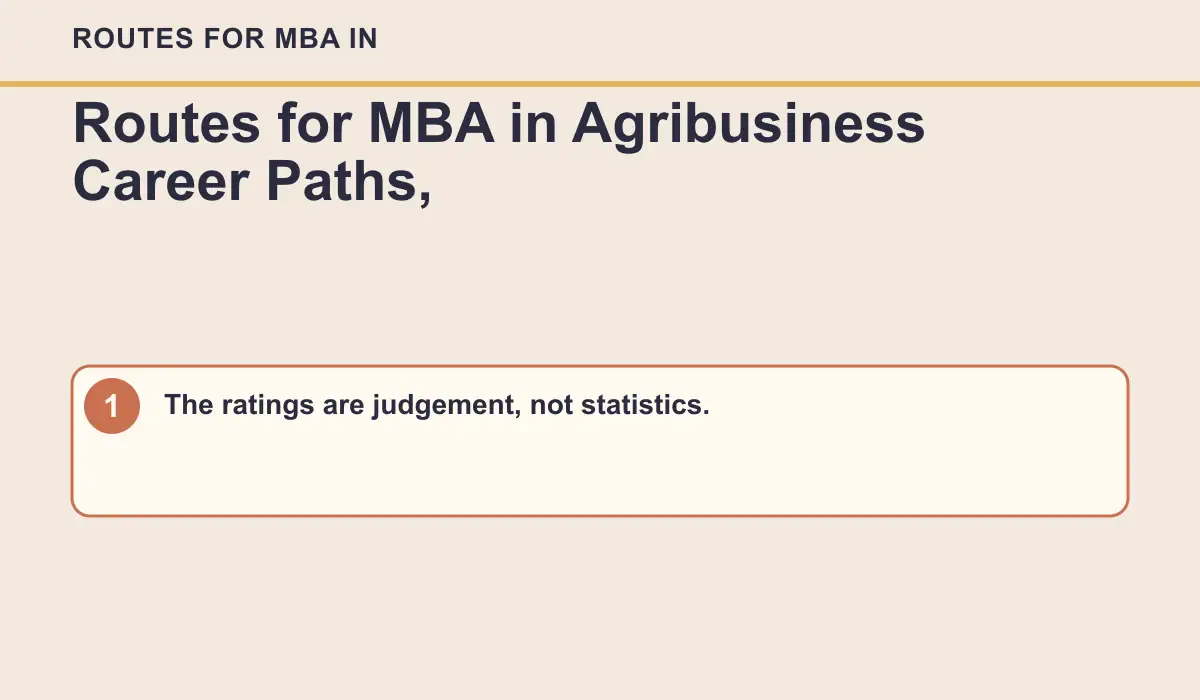 ROUTES FOR MBA IN
Routes for MBA in Agribusiness
Career Paths,
1
The ratings are judgement, not statistics.